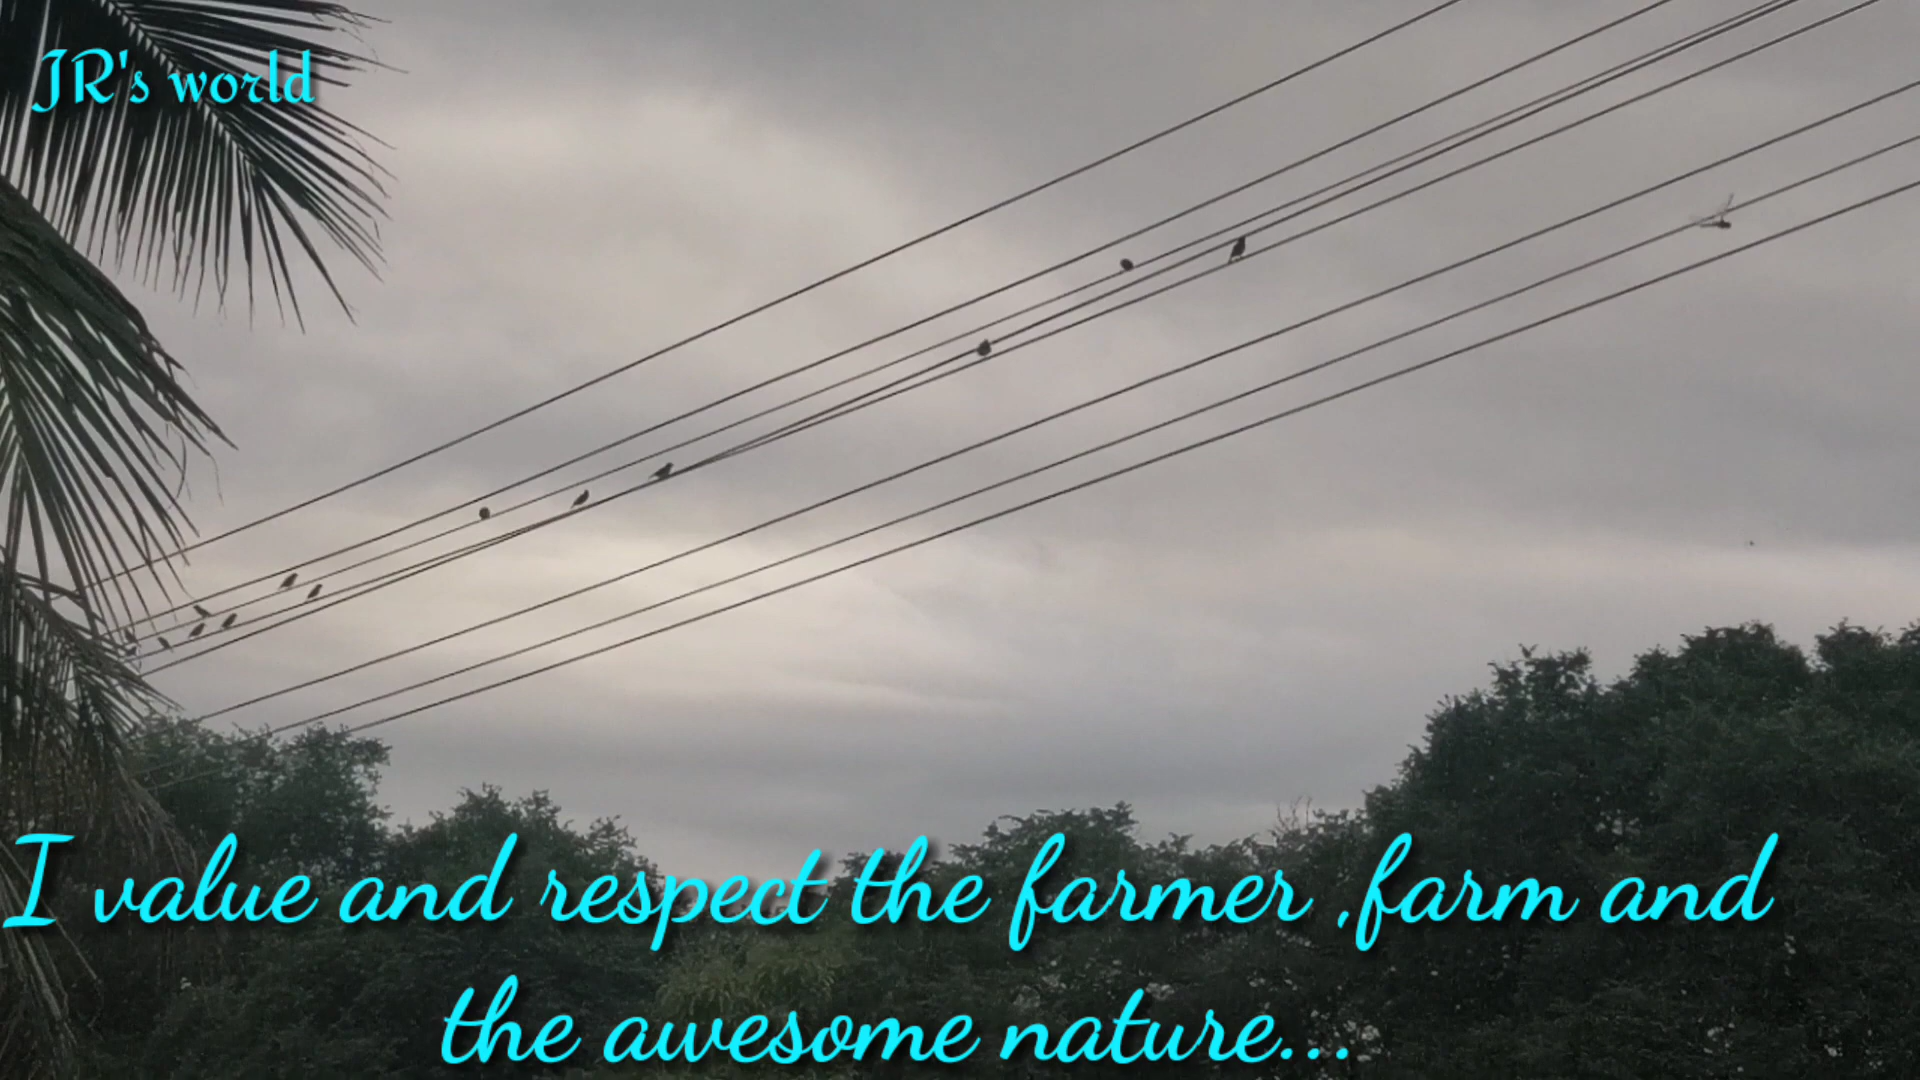 JR's world
I value and respect the farmer ,farm and
the awesome nature...